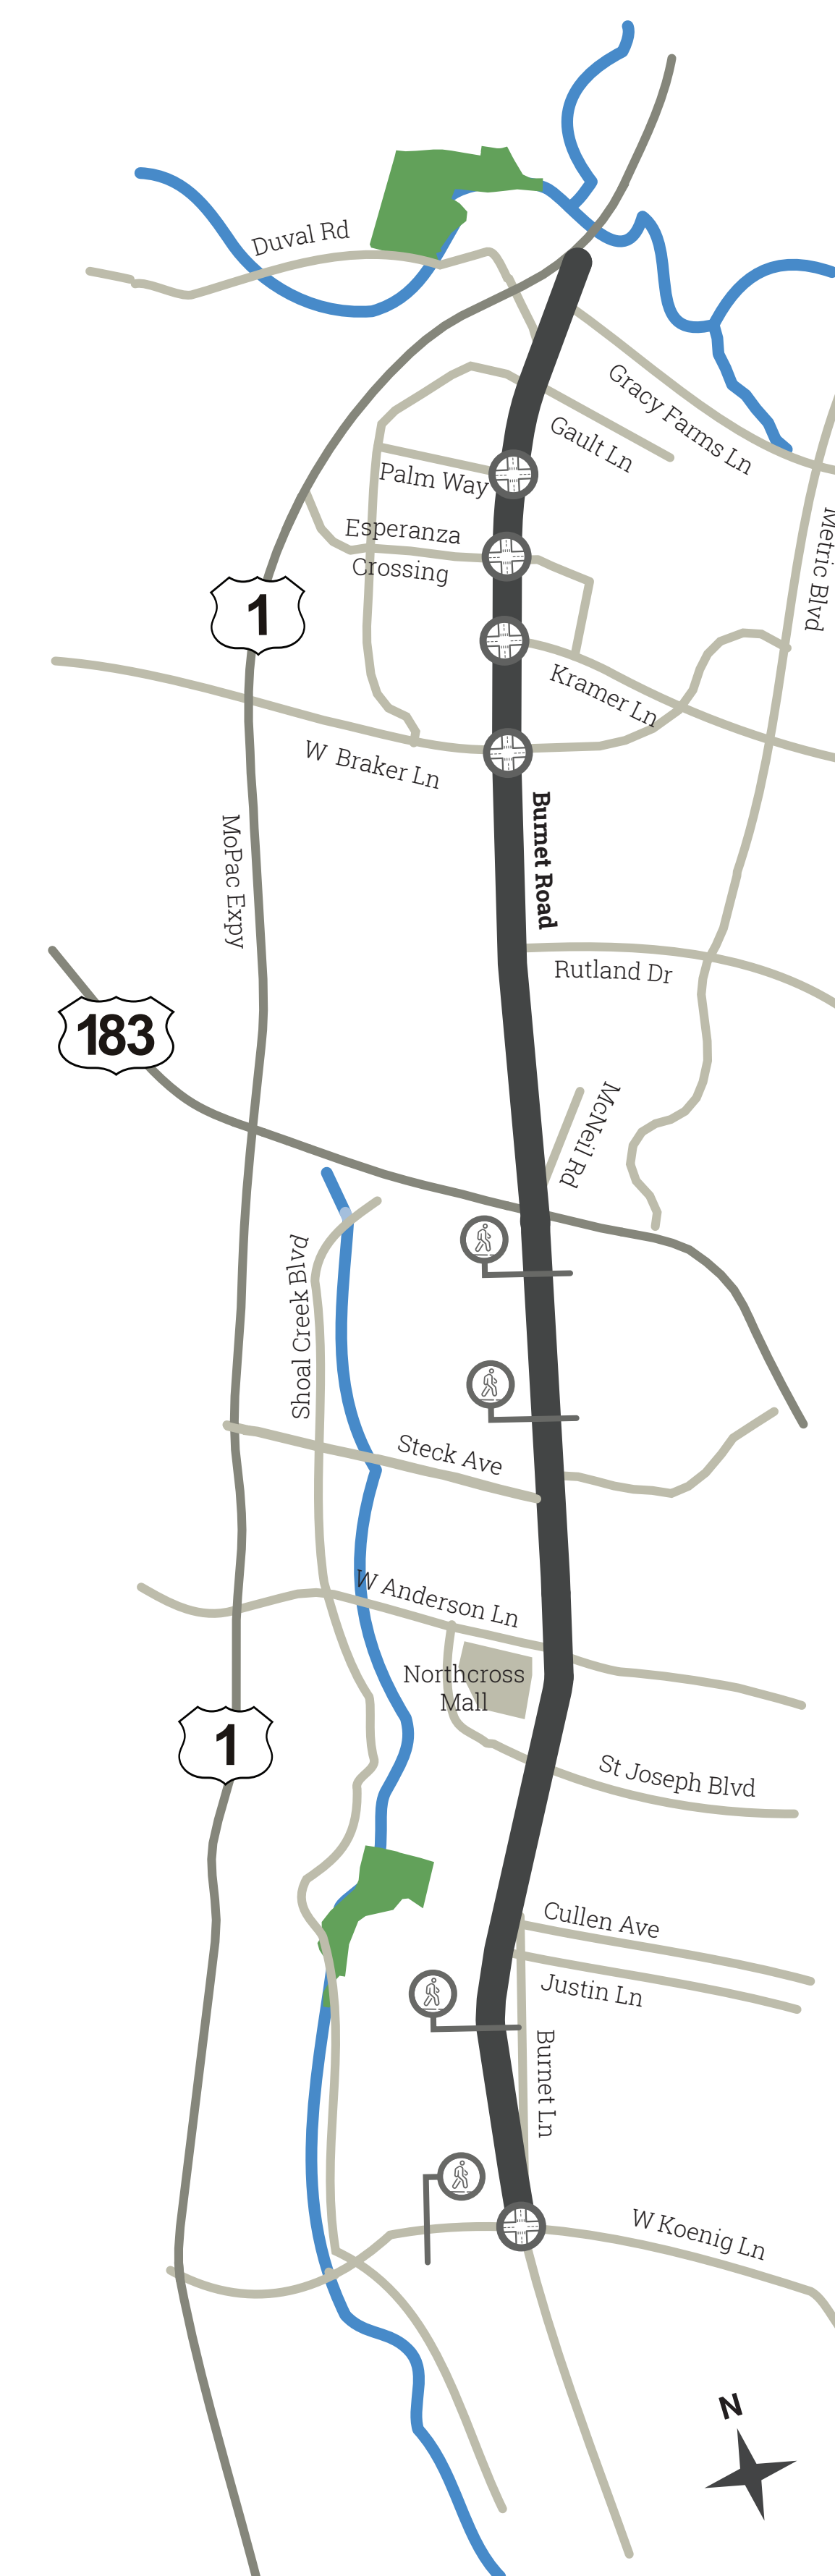 Duval Rd
Gracy Farms Ln
Gault Ln
Palm Way
Esperanza
Crossing
Metric Blvd
1
Kramer Ln
W Braker Ln
Burnet Road
MoPac Expy
Rutland Dr
183
McNeil Rd
Shoal Creek Blvd
Steck Ave
W Anderson Ln
Northcross
Mall
1
St Joseph Blvd
Cullen Ave
Justin Ln
Burnet Ln
W Koenig Ln
N